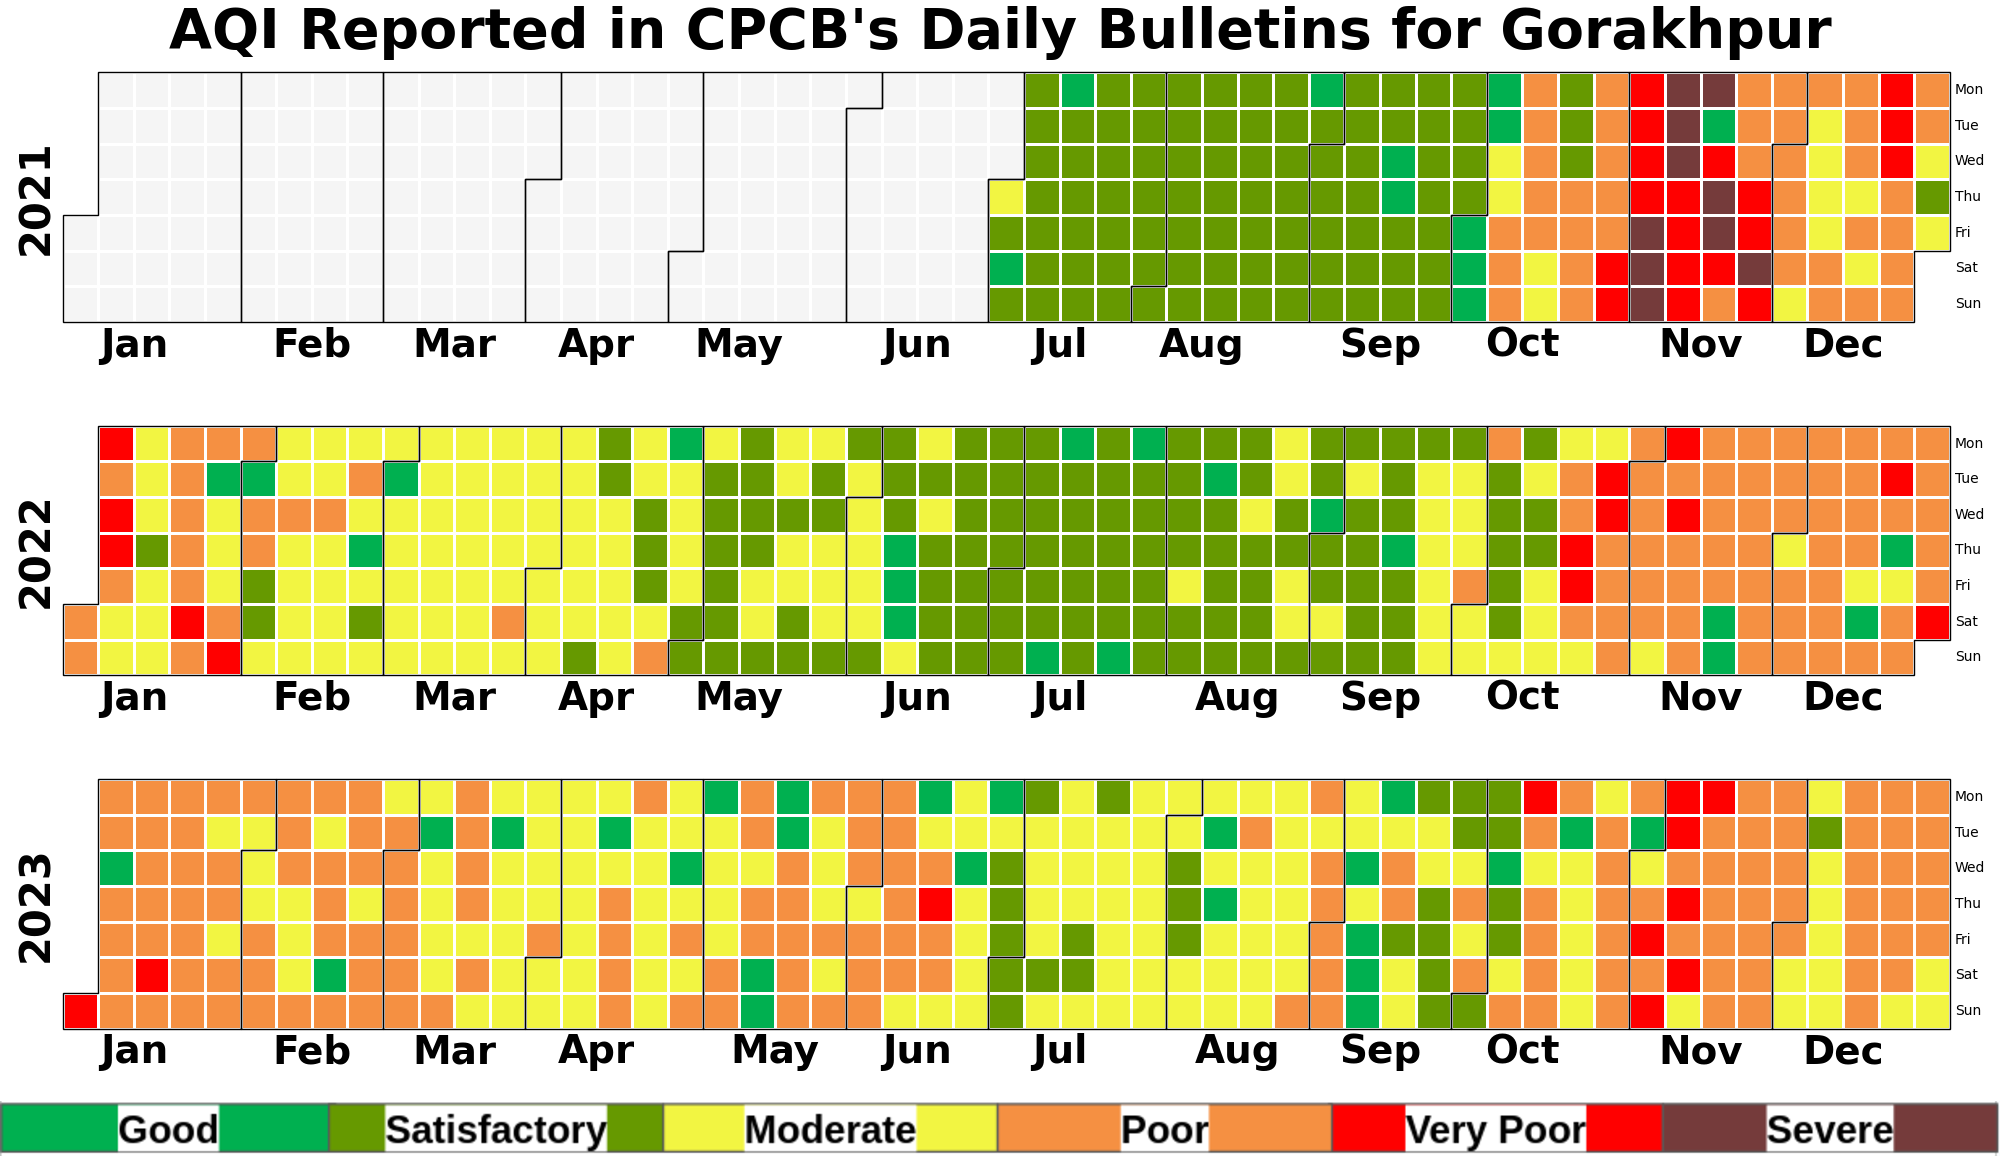 AQI Reported in CPCB's Daily Bulletins for Gorakhpur
2021
Mon
Tue
Wed
Thu
Fri
Sat
Sun
Jan Feb Mar Apr May Jun Jul Aug Sep Oct Nov Dec
2022
Mon
Tue
Wed
Thu
Fri
Sat
Sun
Jan Feb Mar Apr May Jun Jul Aug Sep Oct Nov Dec
2023
Mon
Tue
Wed
Thu
Fri
Sat
Sun
Jan Feb Mar Apr May Jun Jul Aug Sep Oct Nov Dec
Good Satisfactory Moderate Poor Very Poor Severe